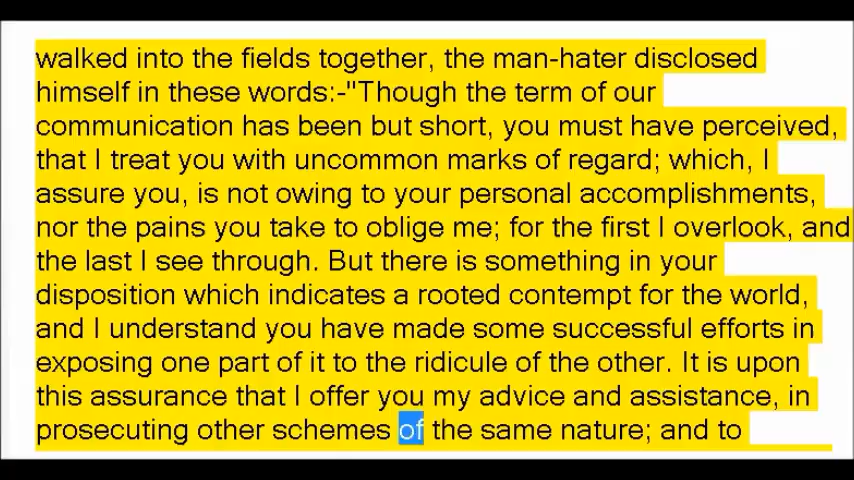 walked into the fields together, the man-hater disclosed
himself in these words:-"Though the term of our
communication has been but short, you must have perceived,
that I treat you with uncommon marks of regard; which, I
assure you, is not owing to your personal accomplishments,
nor the pains you take to oblige me; for the first I overlook, and
the last I see through. But there is something in your
disposition which indicates a rooted contempt for the world,
and I understand you have made some successful efforts in
exposing one part of it to the ridicule of the other. It is upon
this assurance that I offer you my advice and assistance, in
prosecuting other schemes of the same nature; and to